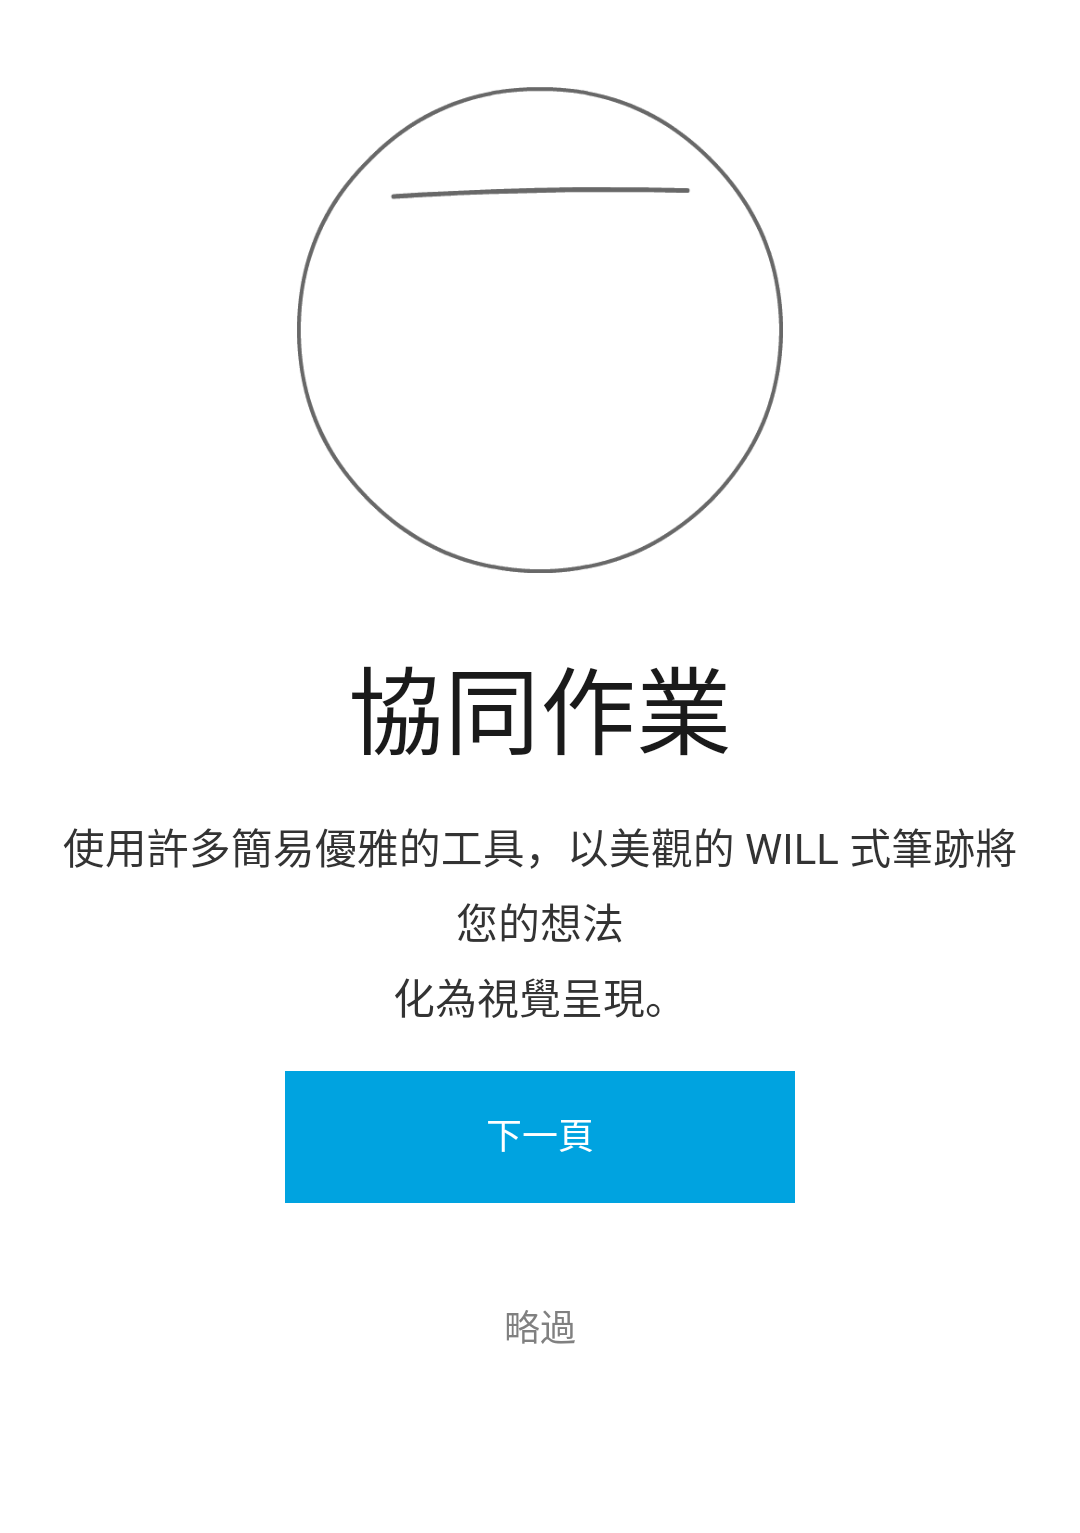 協同作業
使用許多簡易優雅的工具，以美觀的 WILL 式筆跡將
您的想法
化為視覺呈現。
下一頁
略過